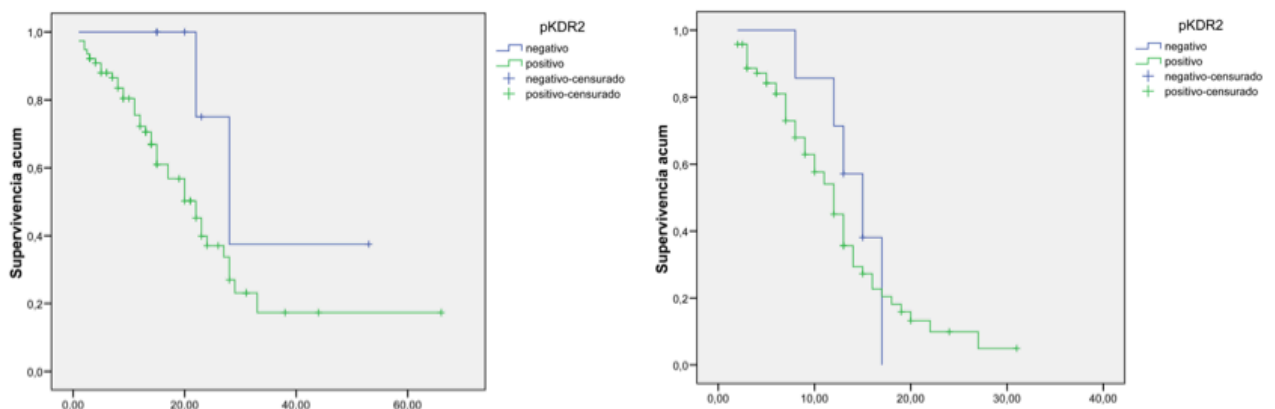 pKDR2
negativo
positivo
negativo-censurado
positivo-censurado
Supervivencia acum
1,0
0,8
0,6
0,4
0,2
0,0
0.00
20.00
40.00
60.00
pKDR2
negativo
positivo
negativo-censurado
positivo-censurado
Supervivencia acum
1,0
0,8
0,6
0,4
0,2
0,0
0,00
10,00
20,00
30,00
40,00